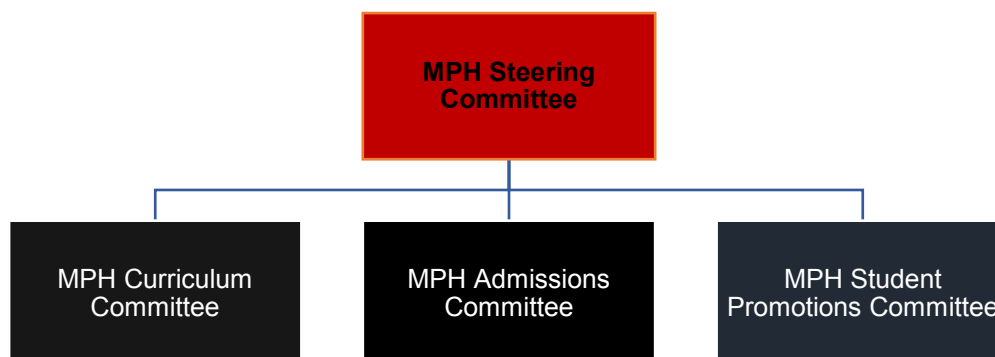 MPH Steering
Committee
MPH Curriculum
Committee
MPH Admissions
Committee
MPH Student
Promotions Committee